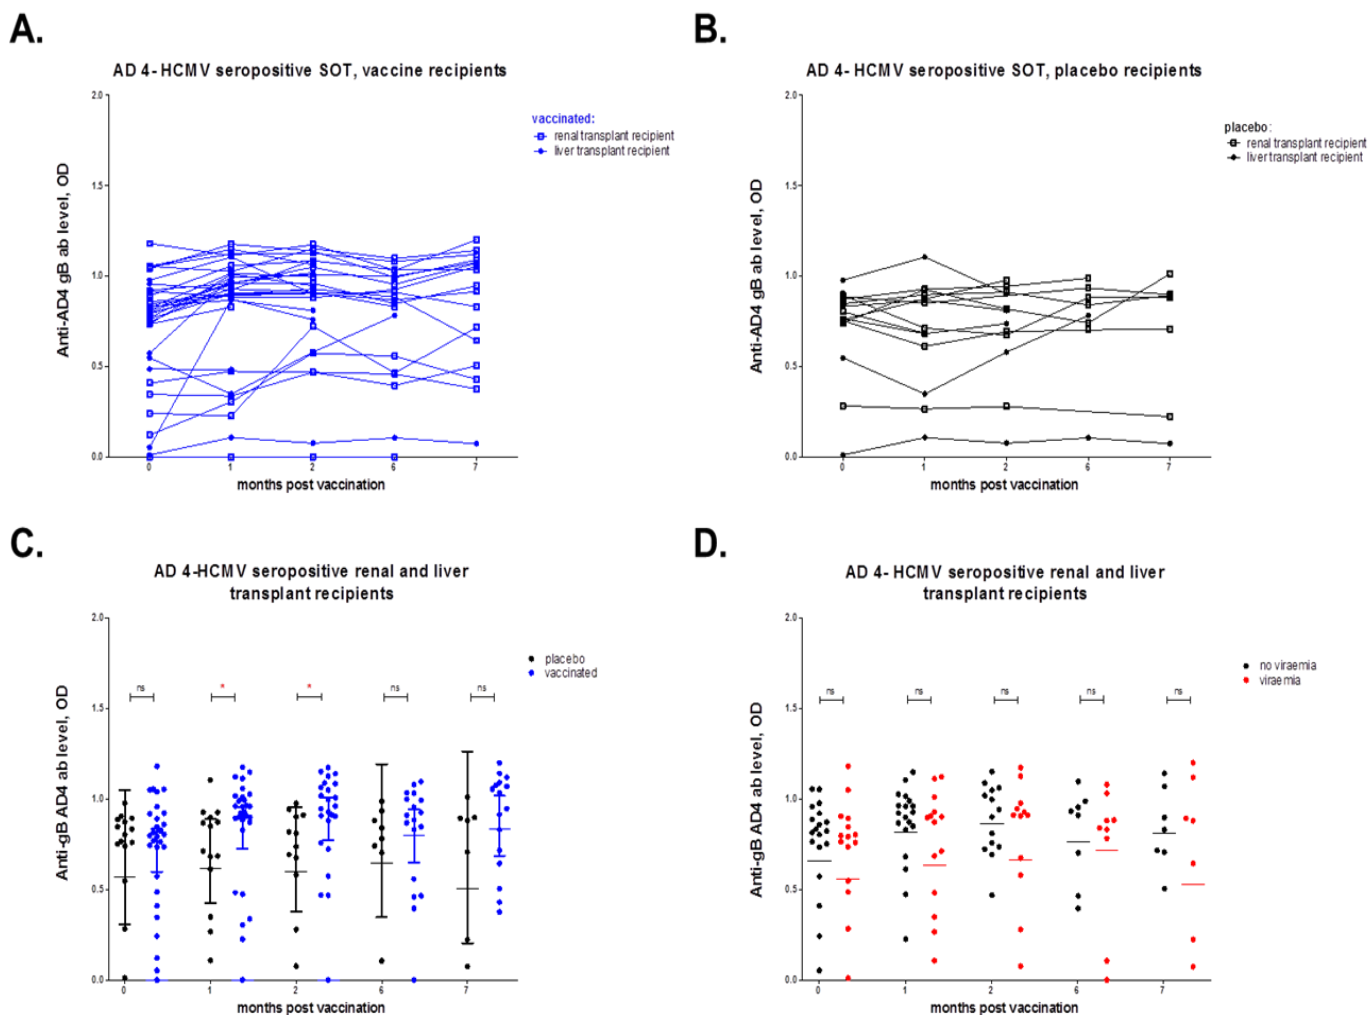 A.
AD 4- HCMV seropositive SOT, vaccine recipients
2.0
1.5
1.0
0.5
0.0
Anti-AD4 gB ab level, OD
vaccinated:
renal transplant recipient
liver transplant recipient
0 1 2 6 7
months post vaccination
B.
AD 4- HCMV seropositive SOT, placebo recipients
2.0
1.5
1.0
0.5
0.0
Anti-AD4 gB ab level, OD
placebo:
renal transplant recipient
liver transplant recipient
0 1 2 6 7
months post vaccination
C.
AD 4-HCMV seropositive renal and liver
transplant recipients
2.0
1.5
1.0
0.5
0.0
Anti-gB AD4 ab level, OD
placebo
vaccinated
ns * * ns ns
0 1 2 6 7
months post vaccination
D.
AD 4- HCMV seropositive renal and liver
transplant recipients
2.0
1.5
1.0
0.5
0.0
Anti-gB AD4 ab level, OD
no viraemia
viraemia
ns ns ns ns ns
0 1 2 6 7
months post vaccination